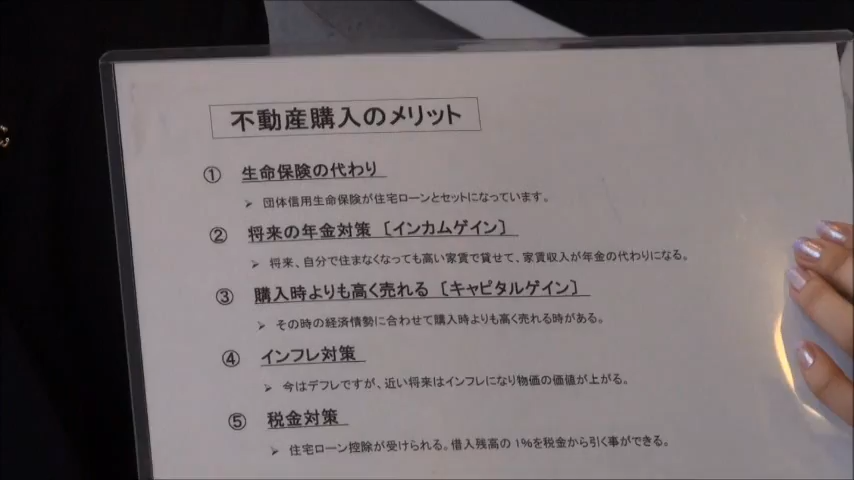 不動産購入のメリット
① 生命保険の代わり
➢ 団体信用生命保険が住宅ローンとセットになっています。
② 将来の年金対策 〔インカムゲイン〕
➢ 将来、自分で住まなくなっても高い家賃で貸せて、家賃収入が年金の代わりになる。
③ 購入時よりも高く売れる 〔キャピタルゲイン〕
➢ その時の経済情勢に合わせて購入時よりも高く売れる時がある。
④ インフレ対策
➢ 今はデフレですが、近い将来はインフレになり物価の価値が上がる。
⑤ 税金対策
➢ 住宅ローン控除が受けられる。借入残高の1%を税金から引く事ができる。